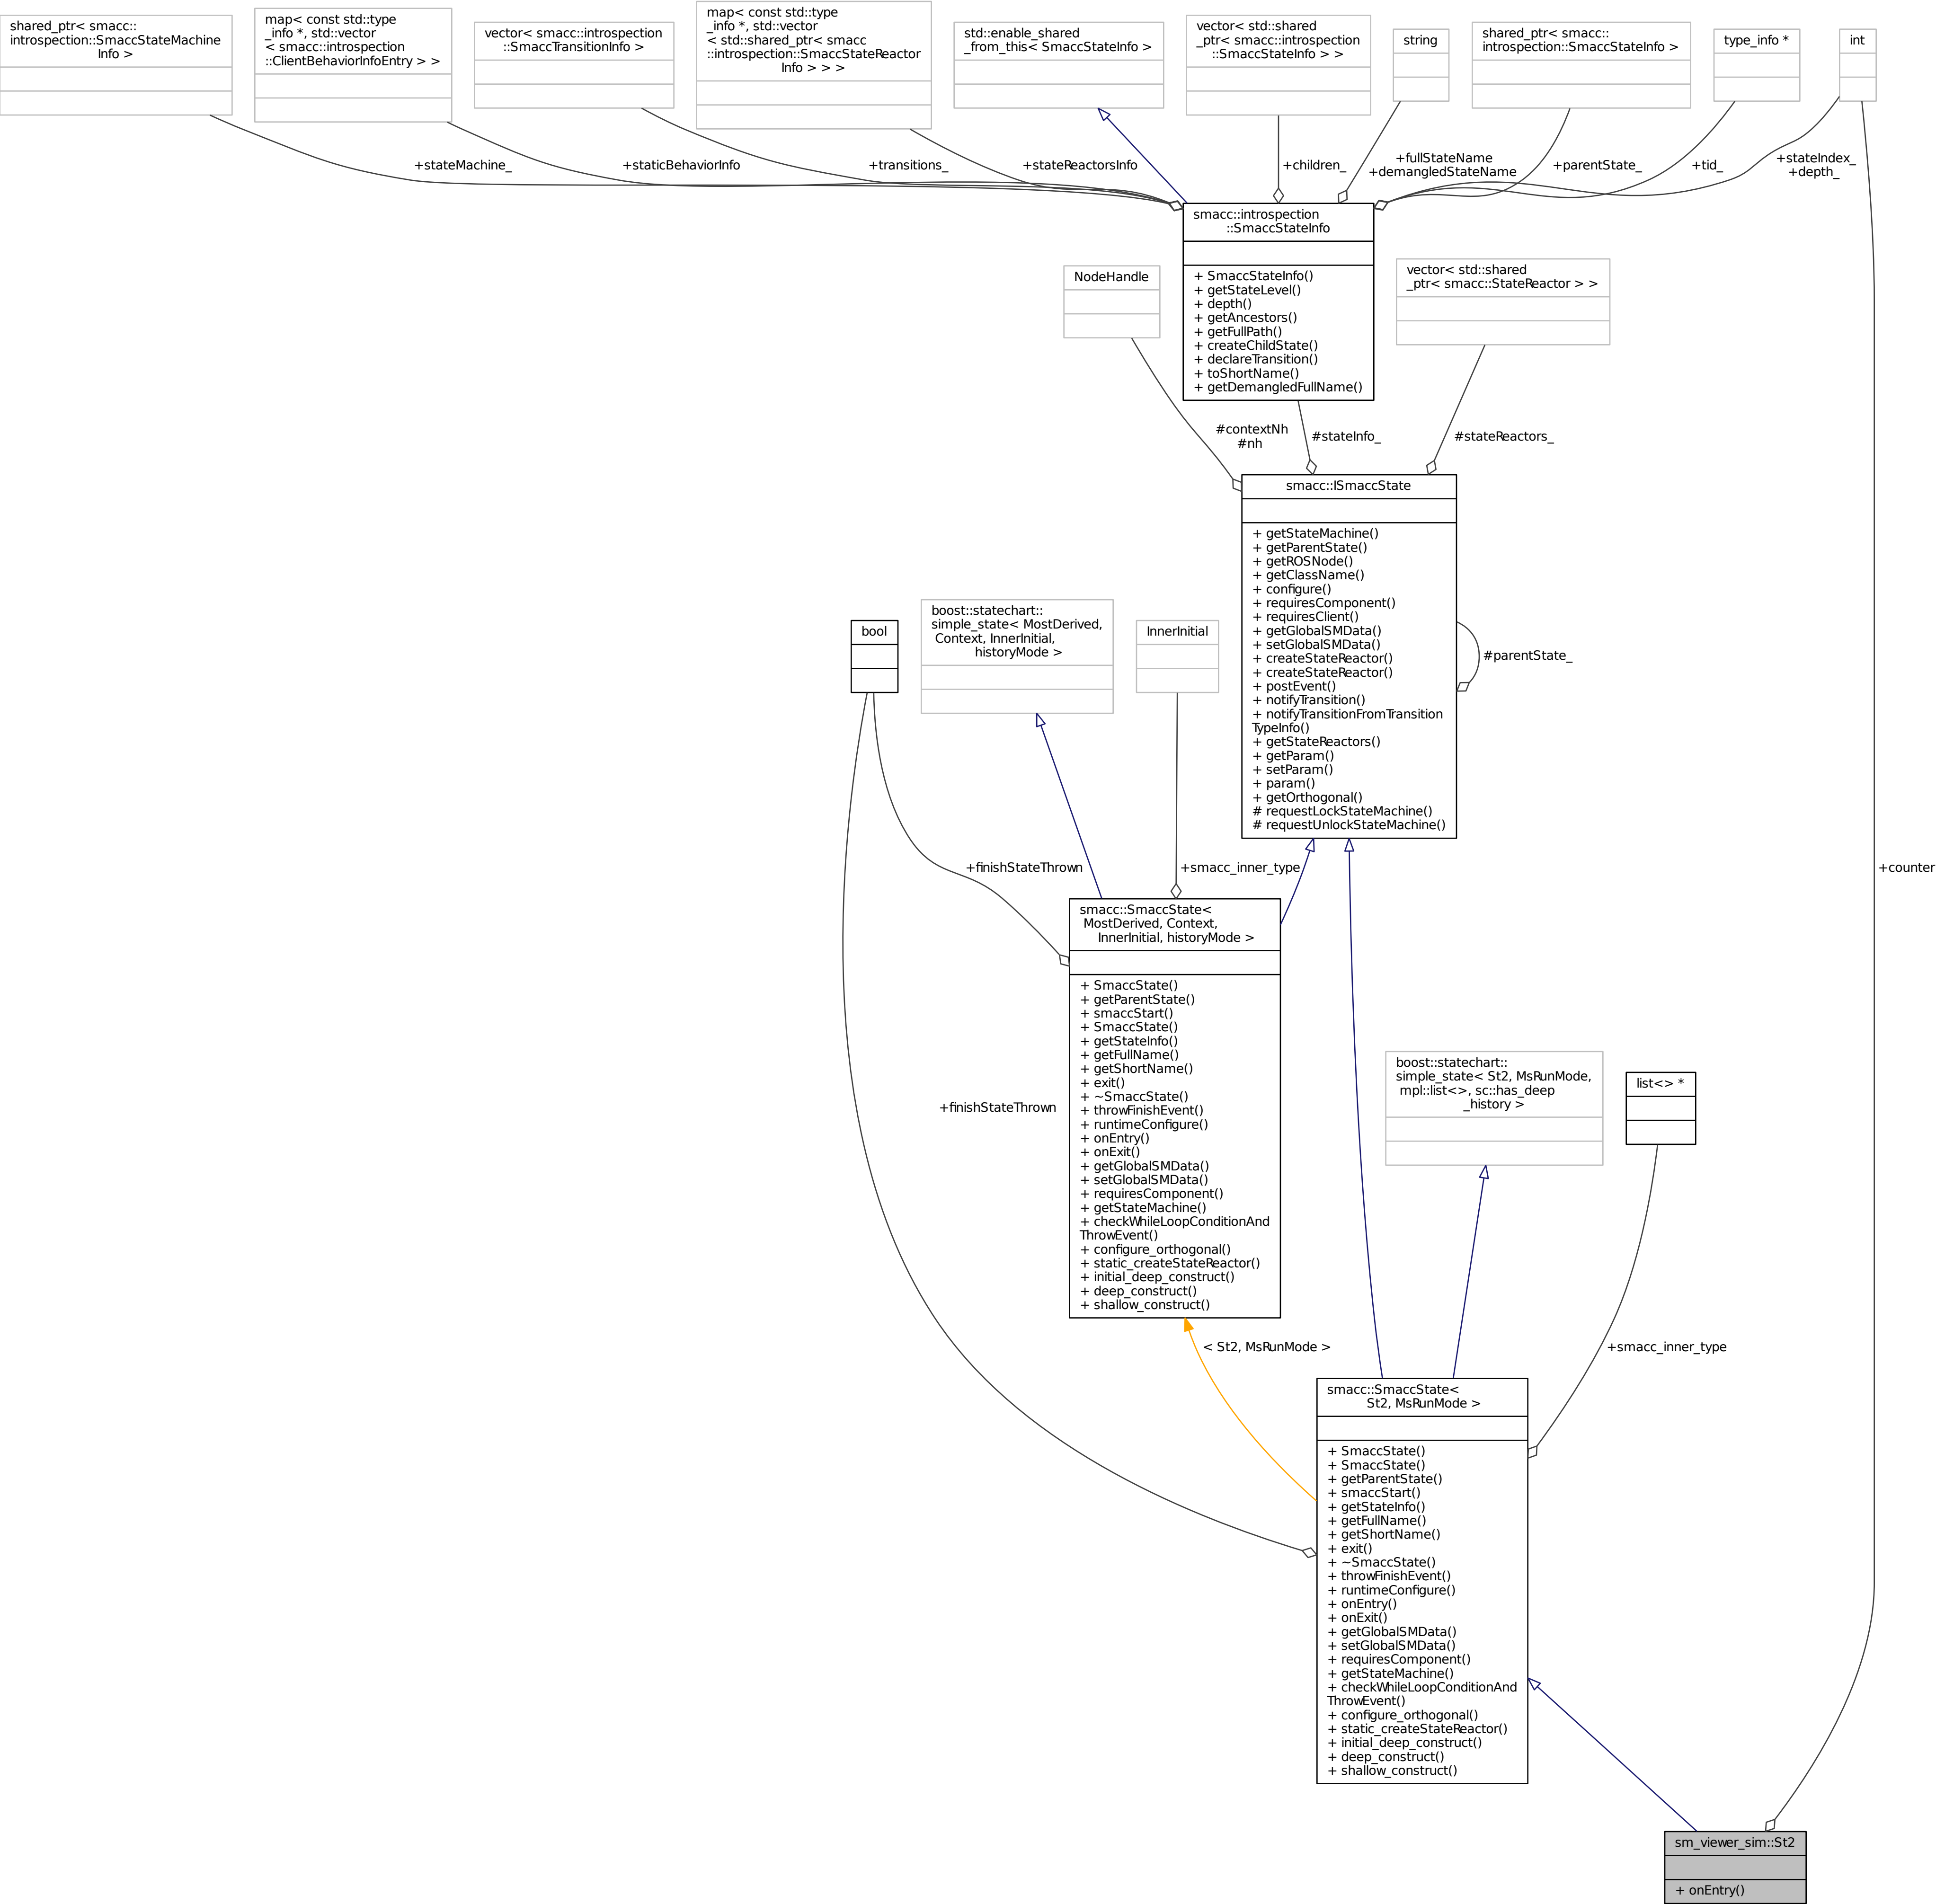 shared_ptr< smacc::
introspection::SmaccStateMachine
Info >
map< const std::type
_info *, std::vector
< smacc::introspection
::ClientBehaviorInfoEntry > >
vector< smacc::introspection
::SmaccTransitionInfo >
map< const std::type
_info *, std::vector
< std::shared_ptr< smacc
::introspection::SmaccStateReactor
Info > > >
std::enable_shared
_from_this< SmaccStateInfo >
vector< std::shared
_ptr< smacc::introspection
::SmaccStateInfo > >
string
shared_ptr< smacc::
introspection::SmaccStateInfo >
type_info *
int
+stateMachine_
+staticBehaviorInfo
+transitions_
+stateReactorsInfo
+children_
+fullStateName
+demangledStateName
+parentState_
+tid_
+stateIndex_
+depth_
smacc::introspection
::SmaccStateInfo
+ SmaccStateInfo()
+ getStateLevel()
+ depth()
+ getAncestors()
+ getFullPath()
+ createChildState()
+ declareTransition()
+ toShortName()
+ getDemangledFullName()
NodeHandle
vector< std::shared
_ptr< smacc::StateReactor > >
#contextNh
#nh
#stateInfo_
#stateReactors_
smacc::ISmaccState
+ getStateMachine()
+ getParentState()
+ getROSNode()
+ getClassName()
+ configure()
+ requiresComponent()
+ requiresClient()
+ getGlobalSMData()
+ setGlobalSMData()
+ createStateReactor()
+ createStateReactor()
+ postEvent()
+ notifyTransition()
+ notifyTransitionFromTransition
TypeInfo()
+ getStateReactors()
+ getParam()
+ setParam()
+ param()
+ getOrthogonal()
# requestLockStateMachine()
# requestUnlockStateMachine()
#parentState_
bool
boost::statechart::
simple_state< MostDerived,
Context, InnerInitial,
historyMode >
InnerInitial
+finishStateThrown
+smacc_inner_type
+counter
smacc::SmaccState<
MostDerived, Context,
InnerInitial, historyMode >
+ SmaccState()
+ getParentState()
+ smaccStart()
+ SmaccState()
+ getStateInfo()
+ getFullName()
+ getShortName()
+ exit()
+ ~SmaccState()
+ throwFinishEvent()
+ runtimeConfigure()
+ onEntry()
+ onExit()
+ getGlobalSMData()
+ setGlobalSMData()
+ requiresComponent()
+ getStateMachine()
+ checkWhileLoopConditionAnd
ThrowEvent()
+ configure_orthogonal()
+ static_createStateReactor()
+ initial_deep_construct()
+ deep_construct()
+ shallow_construct()
+finishStateThrown
boost::statechart::
simple_state< St2, MsRunMode,
mpl::list<>, sc::has_deep
_history >
list<> *
< St2, MsRunMode >
+smacc_inner_type
smacc::SmaccState<
St2, MsRunMode >
+ SmaccState()
+ SmaccState()
+ getParentState()
+ smaccStart()
+ getStateInfo()
+ getFullName()
+ getShortName()
+ exit()
+ ~SmaccState()
+ throwFinishEvent()
+ runtimeConfigure()
+ onEntry()
+ onExit()
+ getGlobalSMData()
+ setGlobalSMData()
+ requiresComponent()
+ getStateMachine()
+ checkWhileLoopConditionAnd
ThrowEvent()
+ configure_orthogonal()
+ static_createStateReactor()
+ initial_deep_construct()
+ deep_construct()
+ shallow_construct()
sm_viewer_sim::St2
+ onEntry()